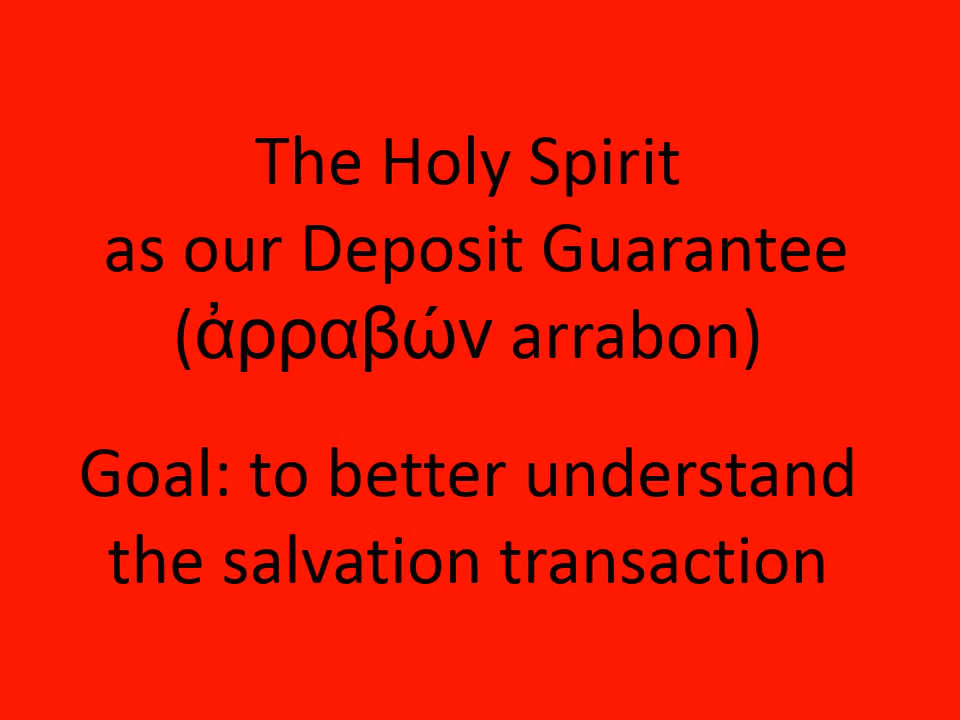 The Holy Spirit
as our Deposit Guarantee
(ἀρραβών arrabon)
Goal: to better understand
the salvation transaction